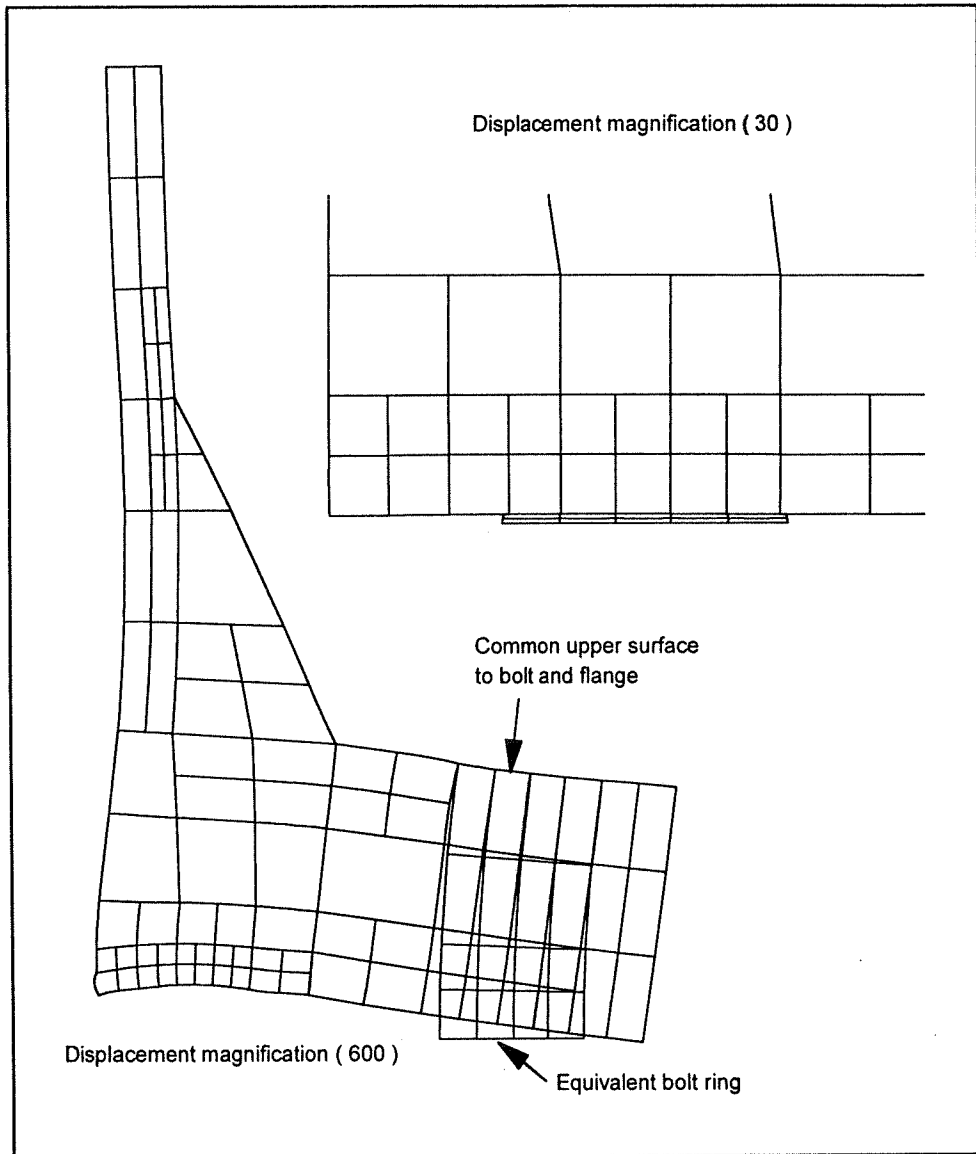 Displacement magnification ( 30 )
Common upper surface
to bolt and flange
Displacement magnification ( 600 )
Equivalent bolt ring